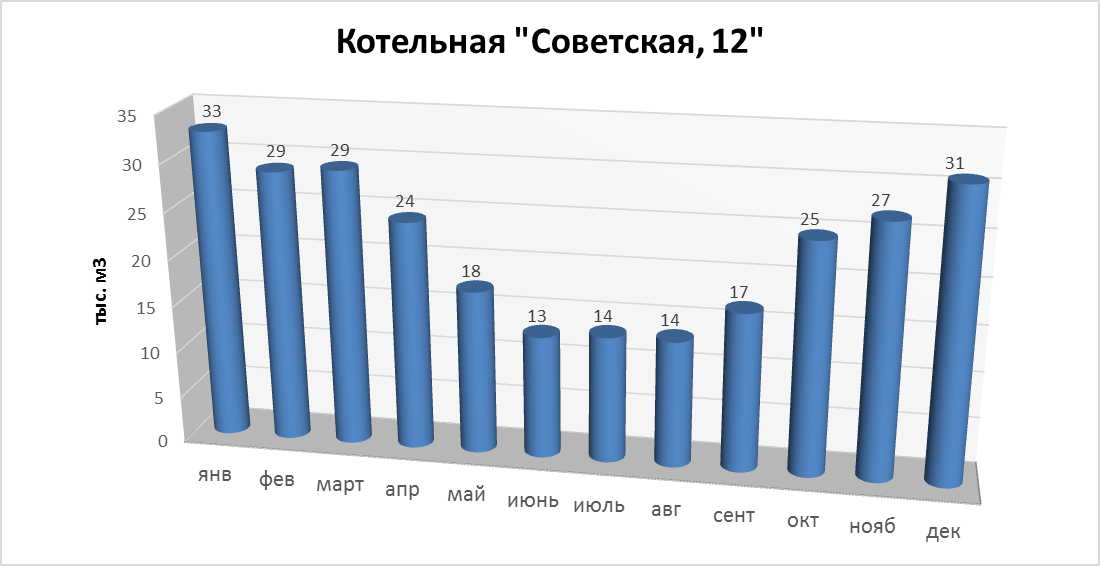 Котельная "Советская, 12"
тыс. м3
35
30
25
20
15
10
5
0
33
29
29
24
18
13
14
14
17
25
27
31
янв
фев
март
апр
май
июнь
июль
авг
сент
окт
нояб
дек